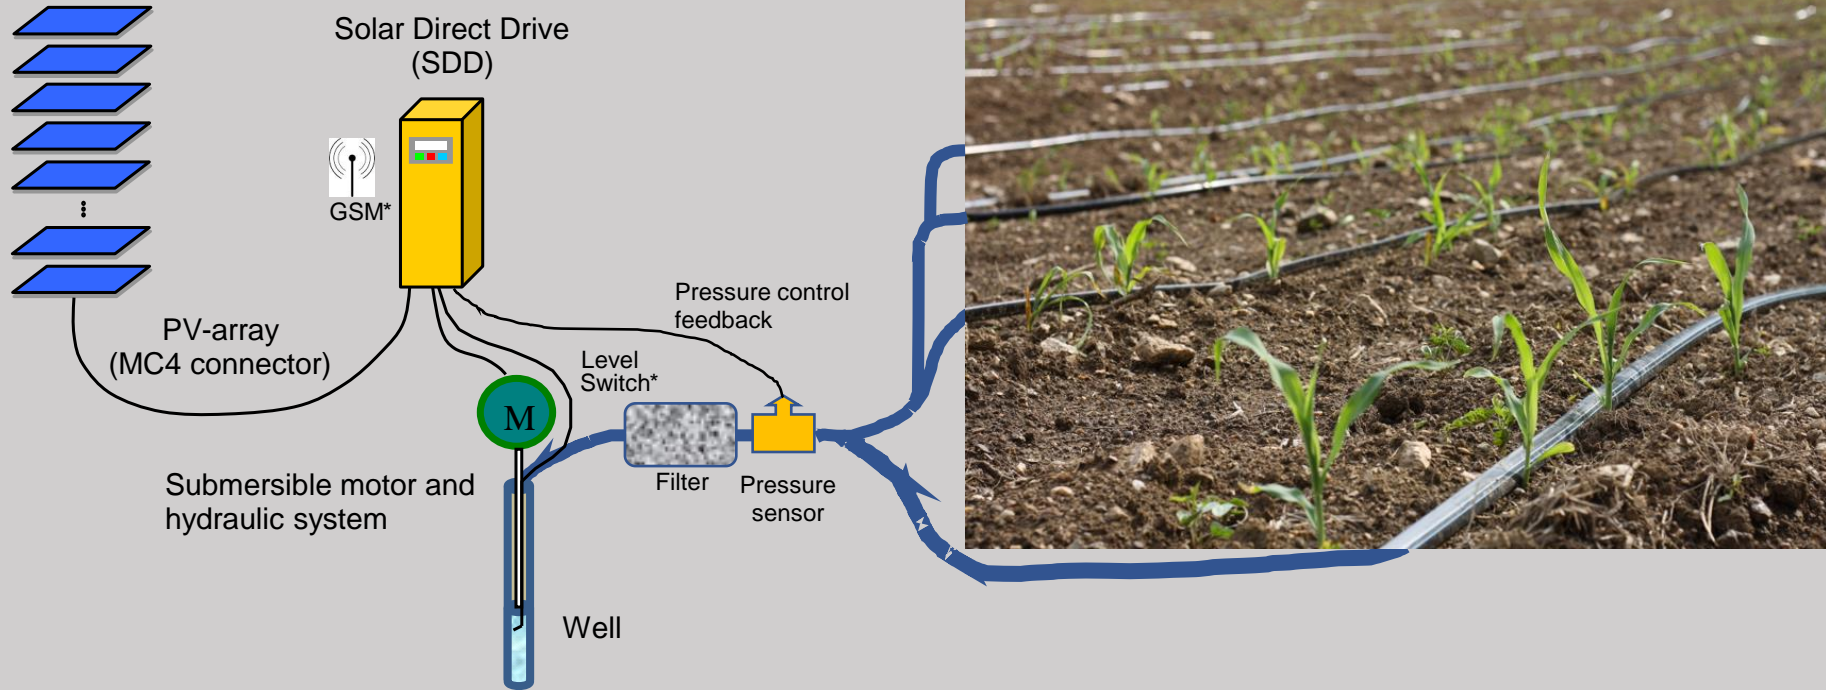 Solar Direct Drive
(SDD)
GSM*
PV-array
(MC4 connector)
Pressure control
feedback
Level
Switch*
M
Filter
Pressure
sensor
Submersible motor and
hydraulic system
Well